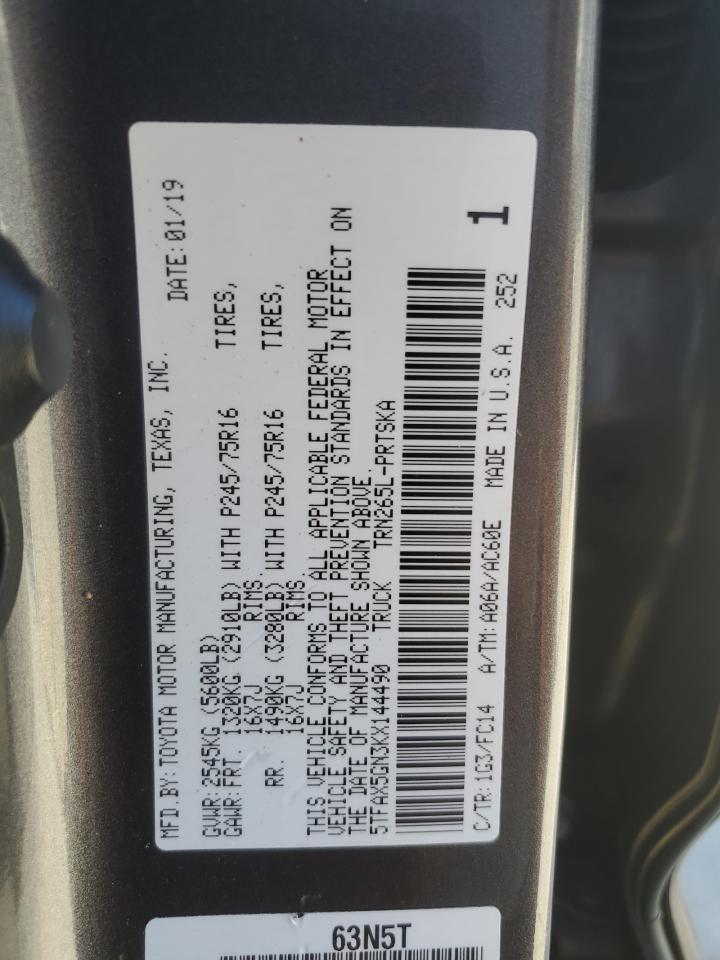 MFD.BY: TOYOTA MOTOR MANUFACTURING, TEXAS, INC. DATE: 01/19
GVWR: 2545KG (5600LB)
GAWR: FRT. 1320KG (2910LB) WITH P245/75R16 TIRES,
16X7J RIMS.
RR. 1490KG (3280LB) WITH P245/75R16 TIRES,
16X7J RIMS.
THIS VEHICLE CONFORMS TO ALL APPLICABLE FEDERAL MOTOR
VEHICLE SAFETY AND THEFT PREVENTION STANDARDS IN EFFECT ON
THE DATE OF MANUFACTURE SHOWN ABOVE.
5TFAX5GN3KX144490 TRUCK TRN265L-PRTSKA
C/TR: 1G3/FC14 A/TM: A06A/AC60E MADE IN U.S.A. 252
1
63N5T